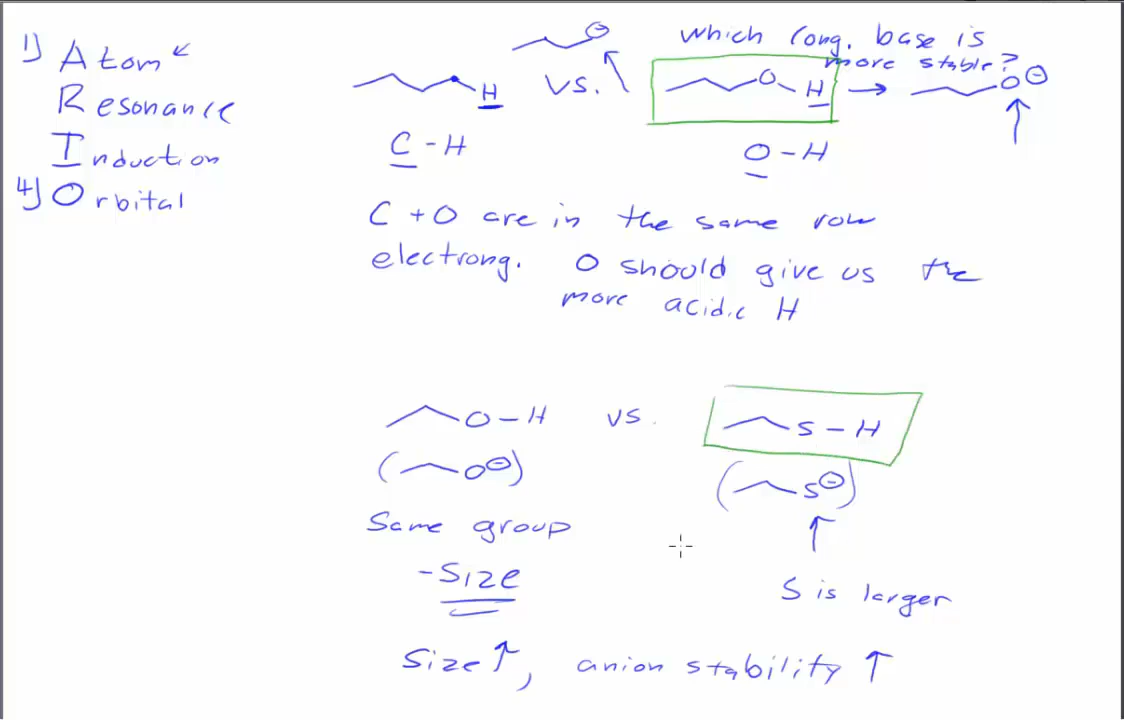 1) Atom
Resonance
Induction
4) Orbital
which conj. base is
more stable?
H
vs.
O
H
O
C - H
O - H
C + O are in the same row
electroneg. O should give us the
more acidic H
O - H
vs.
S - H
(O⊖)
(S⊖)
Same group
- Size
S is larger
Size ↑, anion stability ↑